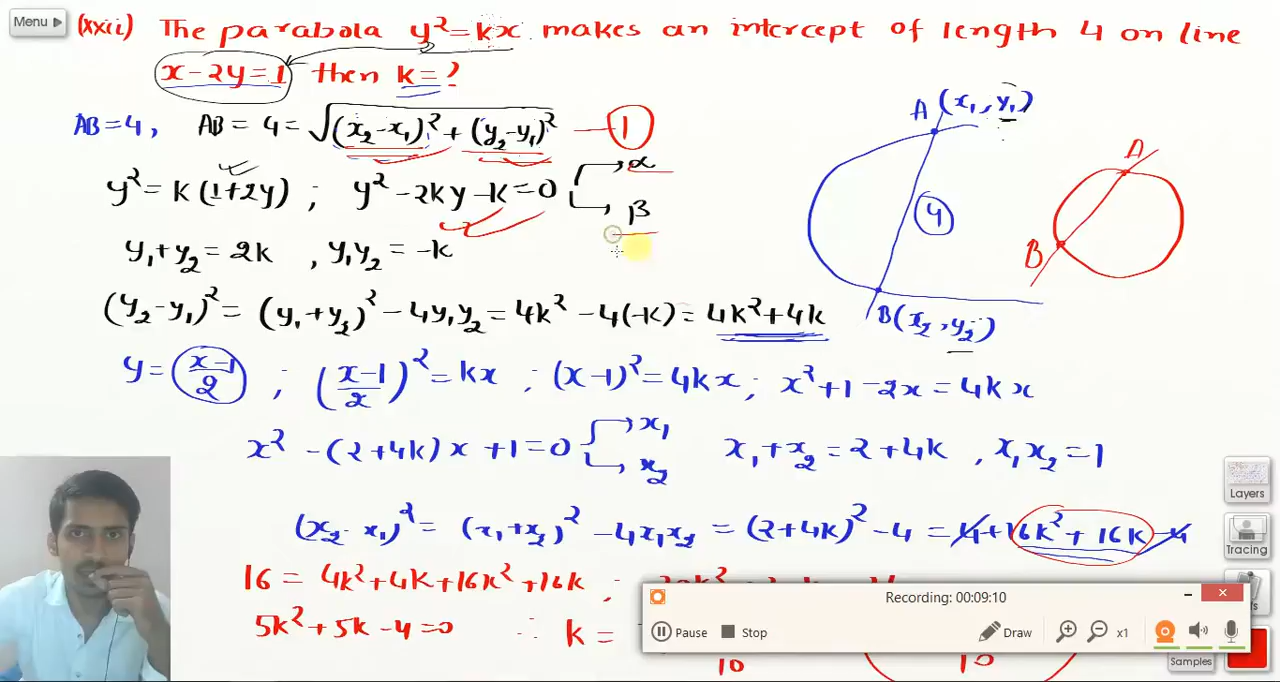 Menu
(xxii) The parabola y²=kx makes an intercept of length 4 on line
x-2y=1 then k=?
AB=4, AB = 4 = √(x₂-x₁)² + (y₂-y₁)² — 1
y² = k(1+2y) ; y² - 2ky - k = 0 α
β
y₁+y₂ = 2k , y₁y₂ = -k
(y₂-y₁)² = (y₁+y₂)² - 4y₁y₂ = 4k² - 4(-k) = 4k²+4k
y = x-1/2 ; (x-1/2)² = kx ; (x-1)² = 4kx ; x²+1-2x = 4kx
x² - (2+4k)x + 1 = 0 x₁
x₂
x₁+x₂ = 2+4k , x₁x₂ = 1
(x₂-x₁)² = (x₁+x₂)² - 4x₁x₂ = (2+4k)² - 4 = 4+16k²+16k-4
16 = 4k²+4k+16k²+16k ;
5k²+5k-4=0 ∴ k =
10
10
A (x₁,y₁)
4
B(x₂,y₂)
A
B
Layers
Tracing
Samples
Recording: 00:09:10
Pause Stop Draw x1